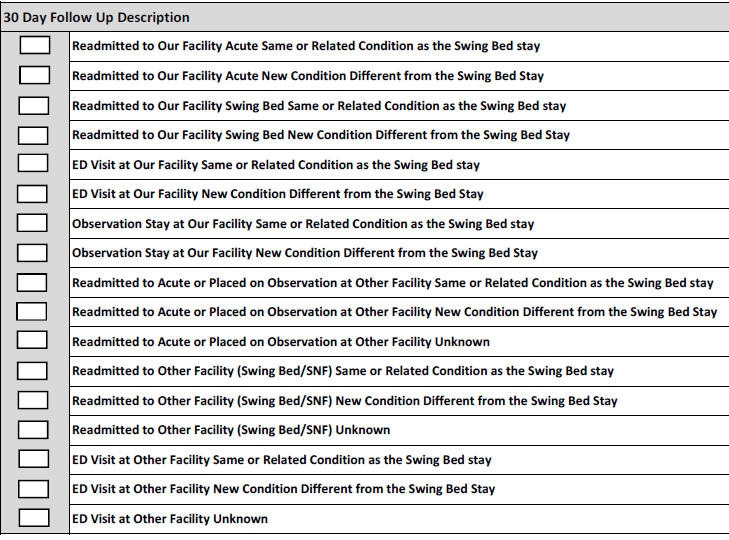 30 Day Follow Up Description
Readmitted to Our Facility Acute Same or Related Condition as the Swing Bed stay
Readmitted to Our Facility Acute New Condition Different from the Swing Bed Stay
Readmitted to Our Facility Swing Bed Same or Related Condition as the Swing Bed stay
Readmitted to Our Facility Swing Bed New Condition Different from the Swing Bed Stay
ED Visit at Our Facility Same or Related Condition as the Swing Bed stay
ED Visit at Our Facility New Condition Different from the Swing Bed Stay
Observation Stay at Our Facility Same or Related Condition as the Swing Bed stay
Observation Stay at Our Facility New Condition Different from the Swing Bed Stay
Readmitted to Acute or Placed on Observation at Other Facility Same or Related Condition as the Swing Bed stay
Readmitted to Acute or Placed on Observation at Other Facility New Condition Different from the Swing Bed Stay
Readmitted to Acute or Placed on Observation at Other Facility Unknown
Readmitted to Other Facility (Swing Bed/SNF) Same or Related Condition as the Swing Bed stay
Readmitted to Other Facility (Swing Bed/SNF) New Condition Different from the Swing Bed Stay
Readmitted to Other Facility (Swing Bed/SNF) Unknown
ED Visit at Other Facility Same or Related Condition as the Swing Bed stay
ED Visit at Other Facility New Condition Different from the Swing Bed Stay
ED Visit at Other Facility Unknown